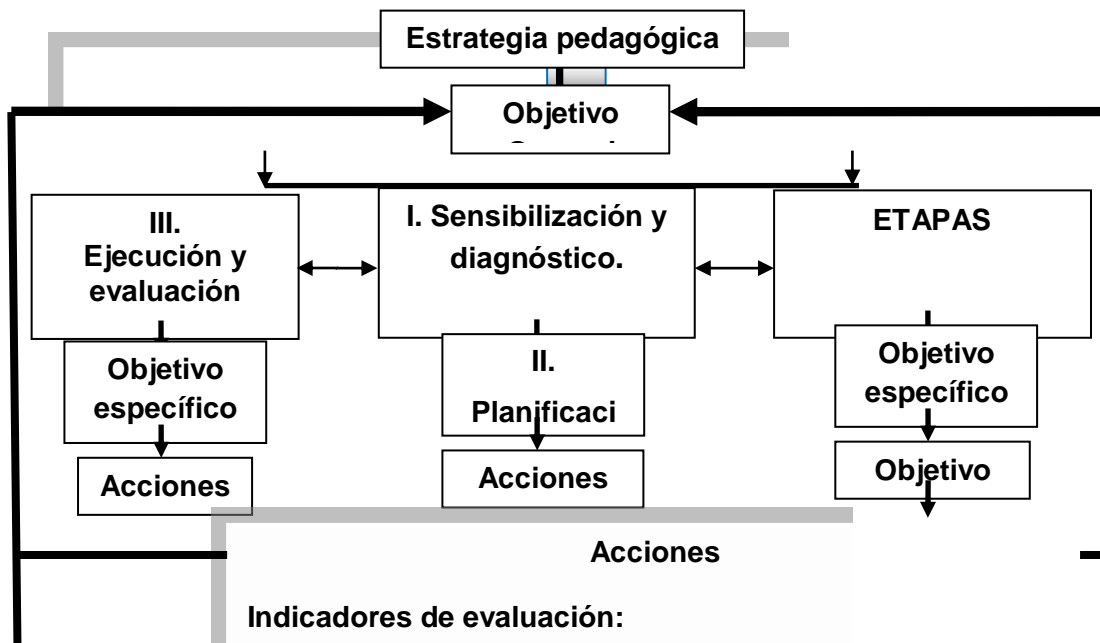 Estrategia pedagógica
Objetivo
III.
Ejecución y
evaluación
I. Sensibilización y
diagnóstico.
ETAPAS
Objetivo
específico
II.
Planificaci
Objetivo
específico
Acciones
Acciones
Objetivo
Acciones
Indicadores de evaluación: